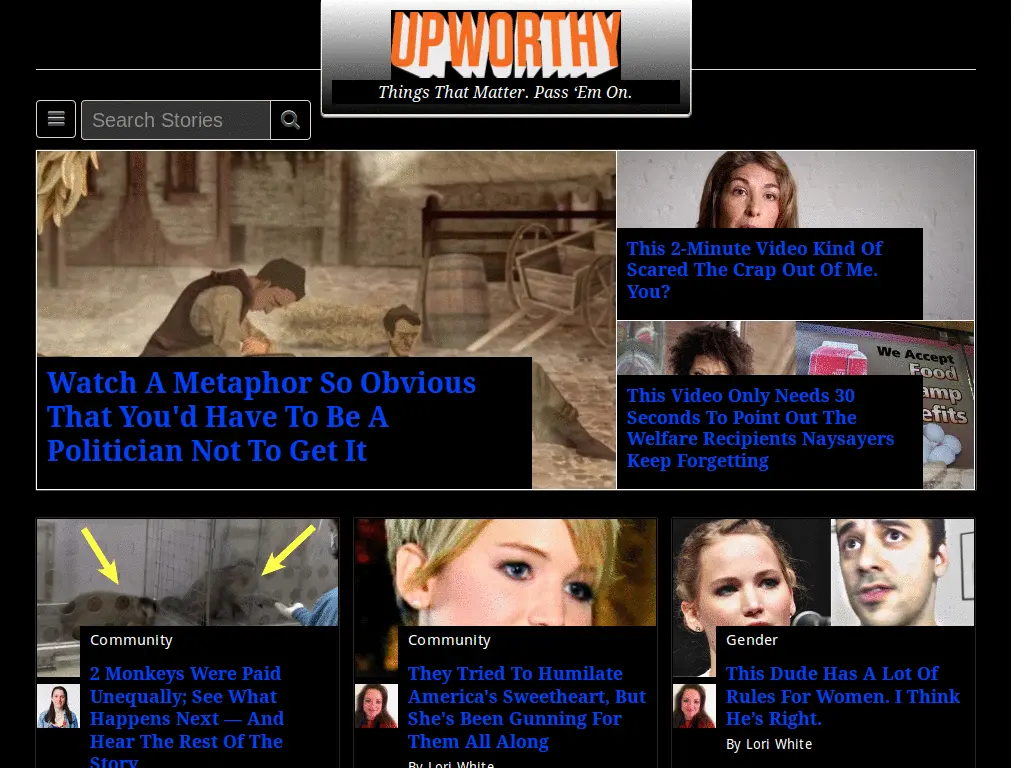 UPWORTHY
Things That Matter. Pass ‘Em On.
Search Stories
Watch A Metaphor So Obvious
That You'd Have To Be A
Politician Not To Get It
This 2-Minute Video Kind Of
Scared The Crap Out Of Me.
You?
We Accept
Food
amp
efits
This Video Only Needs 30
Seconds To Point Out The
Welfare Recipients Naysayers
Keep Forgetting
Community
2 Monkeys Were Paid
Unequally; See What
Happens Next — And
Hear The Rest Of The
Story
Community
They Tried To Humilate
America's Sweetheart, But
She's Been Gunning For
Them All Along
By Lori White
Gender
This Dude Has A Lot Of
Rules For Women. I Think
He’s Right.
By Lori White